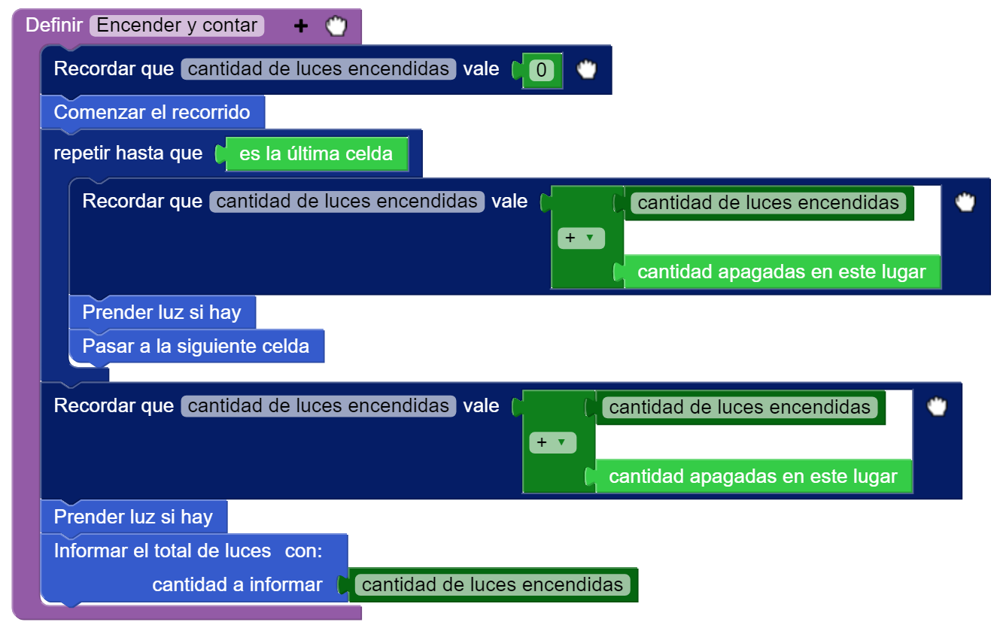 Definir Encender y contar +
Recordar que cantidad de luces encendidas vale 0
Comenzar el recorrido
repetir hasta que es la última celda
Recordar que cantidad de luces encendidas vale cantidad de luces encendidas
+ ▼
cantidad apagadas en este lugar
Prender luz si hay
Pasar a la siguiente celda
Recordar que cantidad de luces encendidas vale cantidad de luces encendidas
+ ▼
cantidad apagadas en este lugar
Prender luz si hay
Informar el total de luces con:
cantidad a informar cantidad de luces encendidas